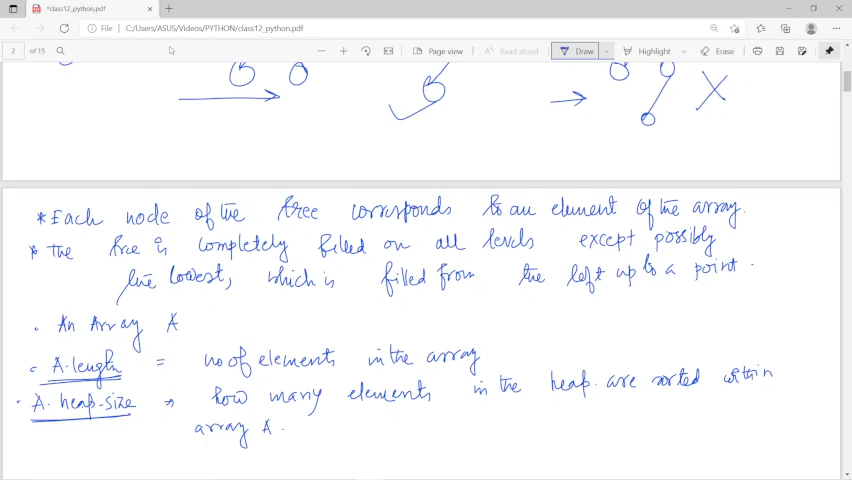 *class12_python.pdf
File C:/Users/ASUS/Videos/PYTHON/class12_python.pdf
2 of 15 Page view Read aloud Draw Highlight Erase
* Each node of the tree corresponds to an element of the array.
* The tree is completely filled on all levels except possibly
the lowest, which is filled from the left up to a point.
. An Array A
A.length = no of elements in the array
. A.heap-size → how many elements in the heap are sorted within
array A.